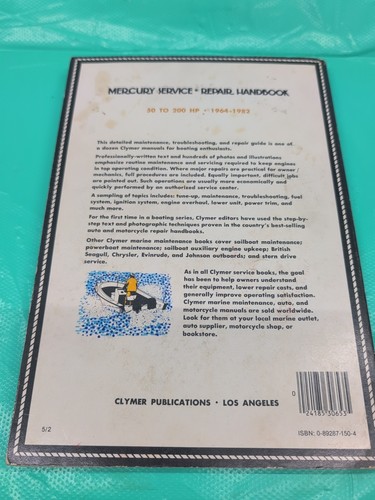 MERCURY SERVICE • REPAIR HANDBOOK
50 TO 200 HP • 1964-1983
This detailed maintenance, troubleshooting, and repair guide is one of
a dozen Clymer manuals for boating enthusiasts.
Professionally-written text and hundreds of photos and illustrations
emphasize routine maintenance and servicing required to keep engines
in top operating condition. Where major repairs are practical for owner/
mechanics, full procedures are included. Equally important, difficult jobs
are pointed out. Such operations are usually more economically and
quickly performed by an authorized service center.
A sampling of topics includes: tune-up, maintenance, troubleshooting, fuel
system, ignition system, engine overhaul, lower unit, power trim, and
much more.
For the first time in a boating series, Clymer editors have used the step-by-
step text and photographic techniques proven in the country's best-selling
auto and motorcycle repair handbooks.
Other Clymer marine maintenance books cover sailboat maintenance;
powerboat maintenance; sailboat auxiliary engine upkeep; British
Seagull, Chrysler, Evinrude, and Johnson outboards; and stern drive
service.
As in all Clymer service books, the goal
has been to help owners understand
their equipment, lower repair costs, and
generally improve operating satisfaction.
Clymer marine maintenance, auto, and
motorcycle manuals are sold worldwide.
Look for them at your local marine outlet,
auto supplier, motorcycle shop, or
bookstore.
CLYMER PUBLICATIONS • LOS ANGELES
0
24185 30653
5/2
ISBN: 0-89287-150-4